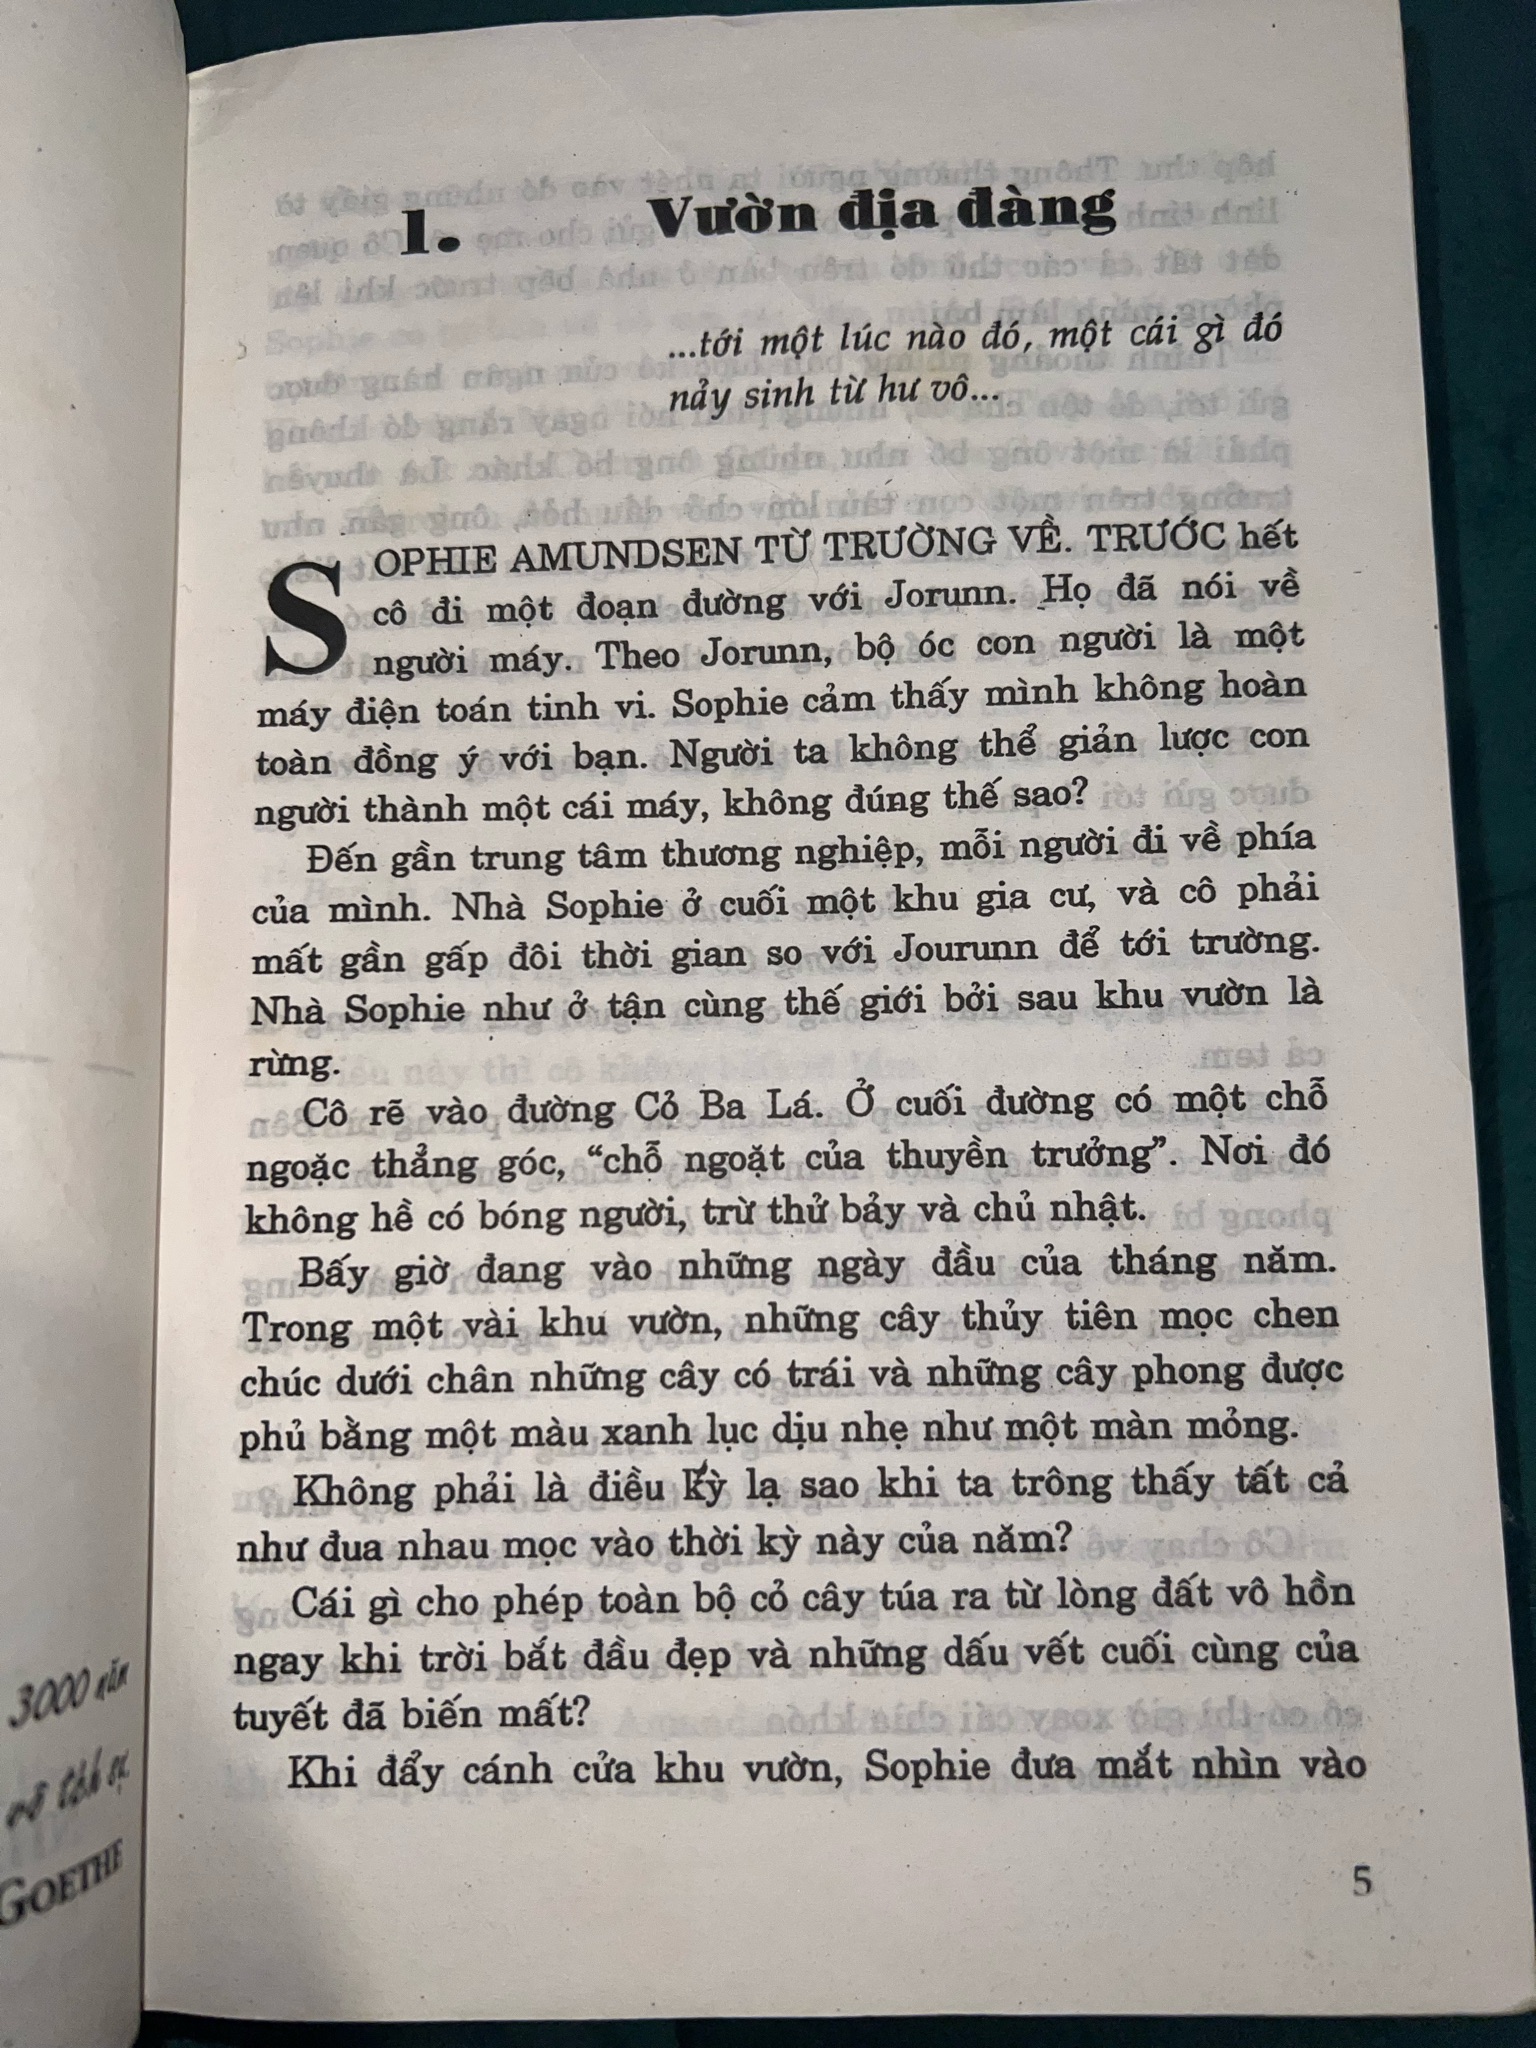 1. Vườn địa đàng
...tới một lúc nào đó, một cái gì đó
nảy sinh từ hư vô...
SOPHIE AMUNDSEN TỪ TRƯỜNG VỀ. TRƯỚC hết
cô đi một đoạn đường với Jorunn. Họ đã nói về
người máy. Theo Jorunn, bộ óc con người là một
máy điện toán tinh vi. Sophie cảm thấy mình không hoàn
toàn đồng ý với bạn. Người ta không thể giản lược con
người thành một cái máy, không đúng thế sao?
Đến gần trung tâm thương nghiệp, mỗi người đi về phía
của mình. Nhà Sophie ở cuối một khu gia cư, và cô phải
mất gần gấp đôi thời gian so với Jourunn để tới trường.
Nhà Sophie như ở tận cùng thế giới bởi sau khu vườn là
rừng.
Cô rẽ vào đường Cỏ Ba Lá. Ở cuối đường có một chỗ
ngoặc thẳng góc, “chỗ ngoặt của thuyền trưởng”. Nơi đó
không hề có bóng người, trừ thử bảy và chủ nhật.
Bấy giờ đang vào những ngày đầu của tháng năm.
Trong một vài khu vườn, những cây thủy tiên mọc chen
chúc dưới chân những cây có trái và những cây phong được
phủ bằng một màu xanh lục dịu nhẹ như một màn mỏng.
Không phải là điều kỳ lạ sao khi ta trông thấy tất cả
như đua nhau mọc vào thời kỳ này của năm?
Cái gì cho phép toàn bộ cỏ cây túa ra từ lòng đất vô hồn
ngay khi trời bắt đầu đẹp và những dấu vết cuối cùng của
tuyết đã biến mất?
Khi đẩy cánh cửa khu vườn, Sophie đưa mắt nhìn vào
5
3000 năm
GOETHE